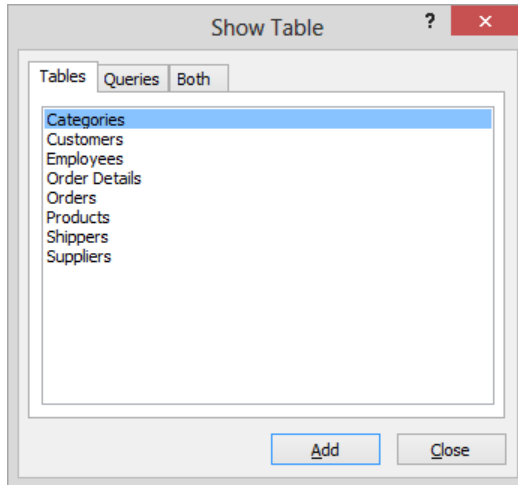 Show Table
?
×
Tables Queries Both
Categories
Customers
Employees
Order Details
Orders
Products
Shippers
Suppliers
Add Close